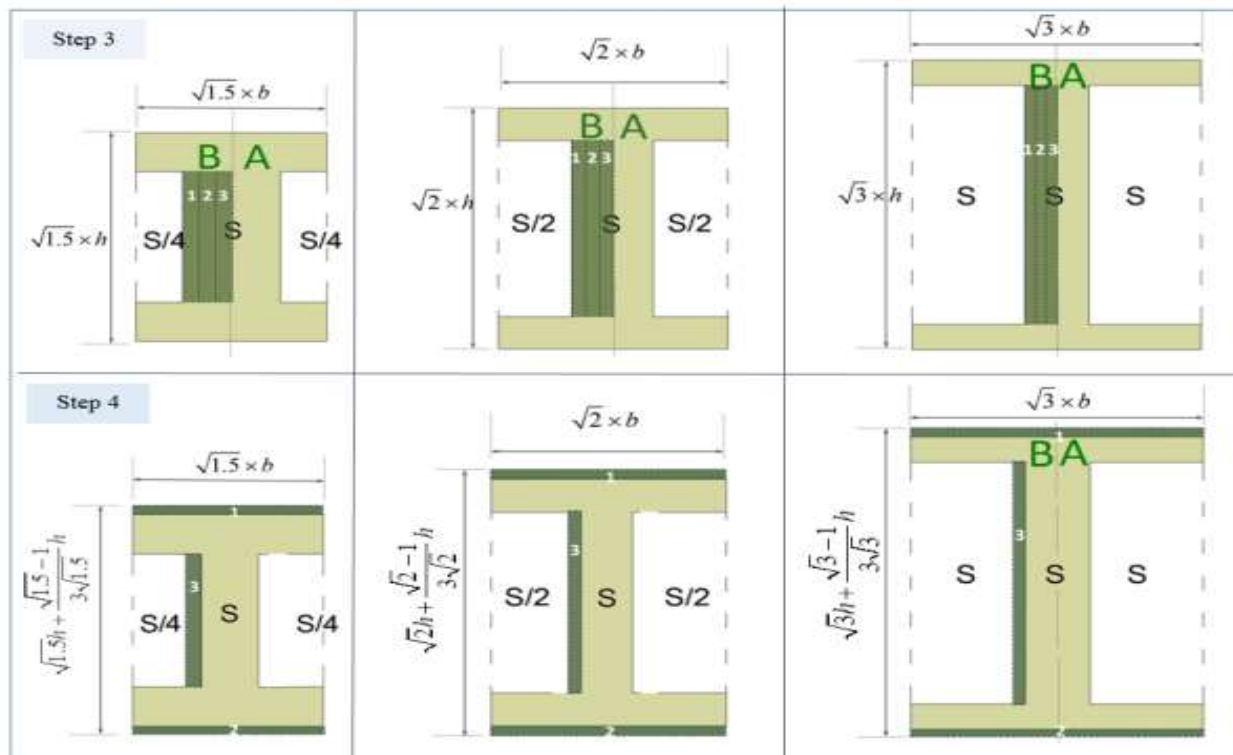 Step 3
√1.5 × b
√1.5 × h
B A
1 2 3
S/4 S S/4
√2 × b
√2 × h
B A
1 2 3
S/2 S S/2
√3 × b
√3 × h
B A
1 2 3
S S S
Step 4
√1.5 × b
√1.5h + (√1.5 − 1)/(3√1.5) h
1
3
S/4 S S/4
2
√2 × b
√2h + (√2 − 1)/(3√2) h
1
3
S/2 S S/2
2
√3 × b
√3h + (√3 − 1)/(3√3) h
1
B A
3
S S S
2